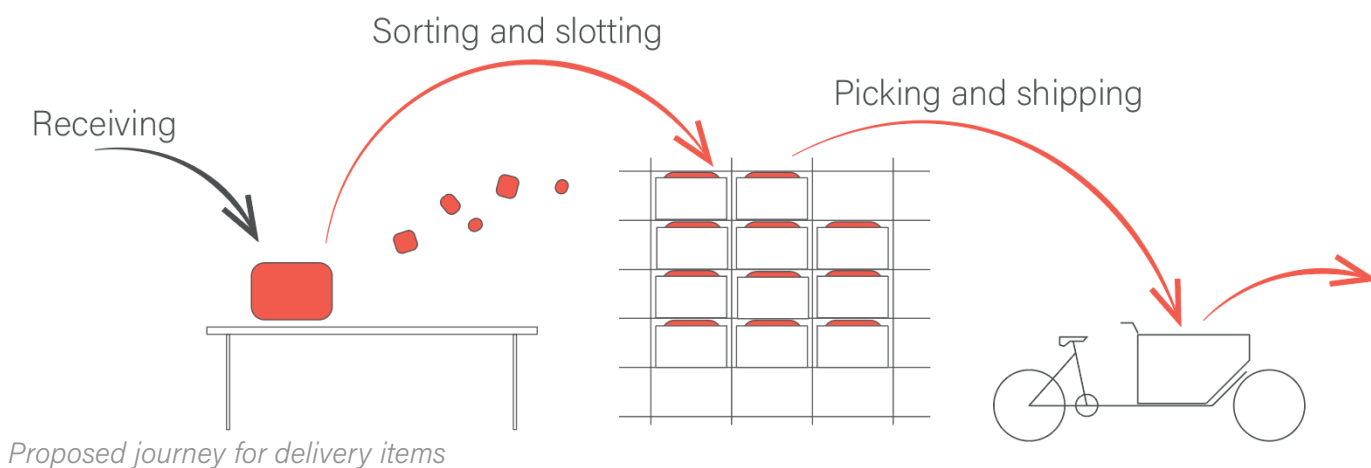 Sorting and slotting
Picking and shipping
Receiving
Proposed journey for delivery items